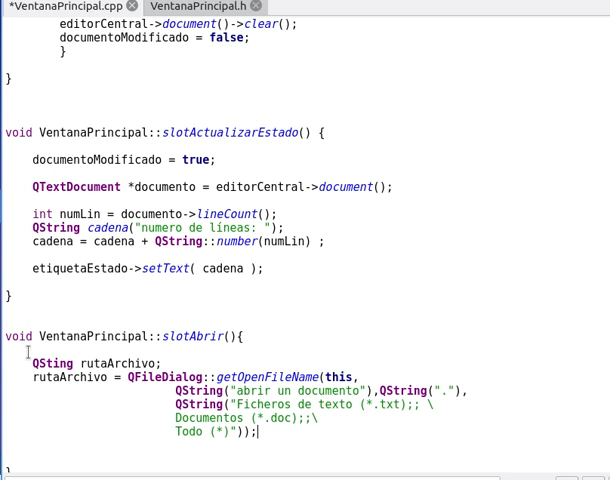 *VentanaPrincipal.cpp VentanaPrincipal.h
editorCentral->document()->clear();
documentoModificado = false;
}
}
void VentanaPrincipal::slotActualizarEstado() {
documentoModificado = true;
QTextDocument *documento = editorCentral->document();
int numLin = documento->lineCount();
QString cadena("numero de líneas: ");
cadena = cadena + QString::number(numLin) ;
etiquetaEstado->setText( cadena );
}
void VentanaPrincipal::slotAbrir(){
QSting rutaArchivo;
rutaArchivo = QFileDialog::getOpenFileName(this,
QString("abrir un documento"),QString("."),
QString("Ficheros de texto (*.txt);; \
Documentos (*.doc);;\
Todo (*)"));
}